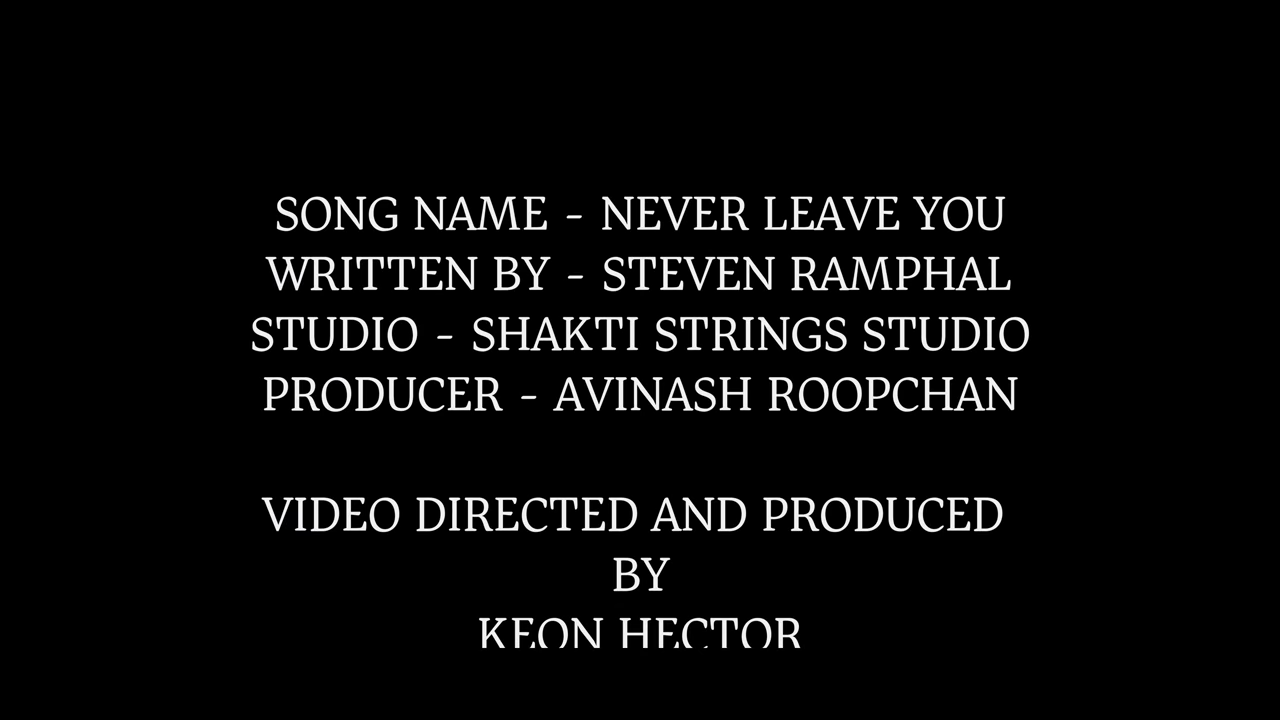 SONG NAME - NEVER LEAVE YOU
WRITTEN BY - STEVEN RAMPHAL
STUDIO - SHAKTI STRINGS STUDIO
PRODUCER - AVINASH ROOPCHAN
VIDEO DIRECTED AND PRODUCED
BY
KEON HECTOR